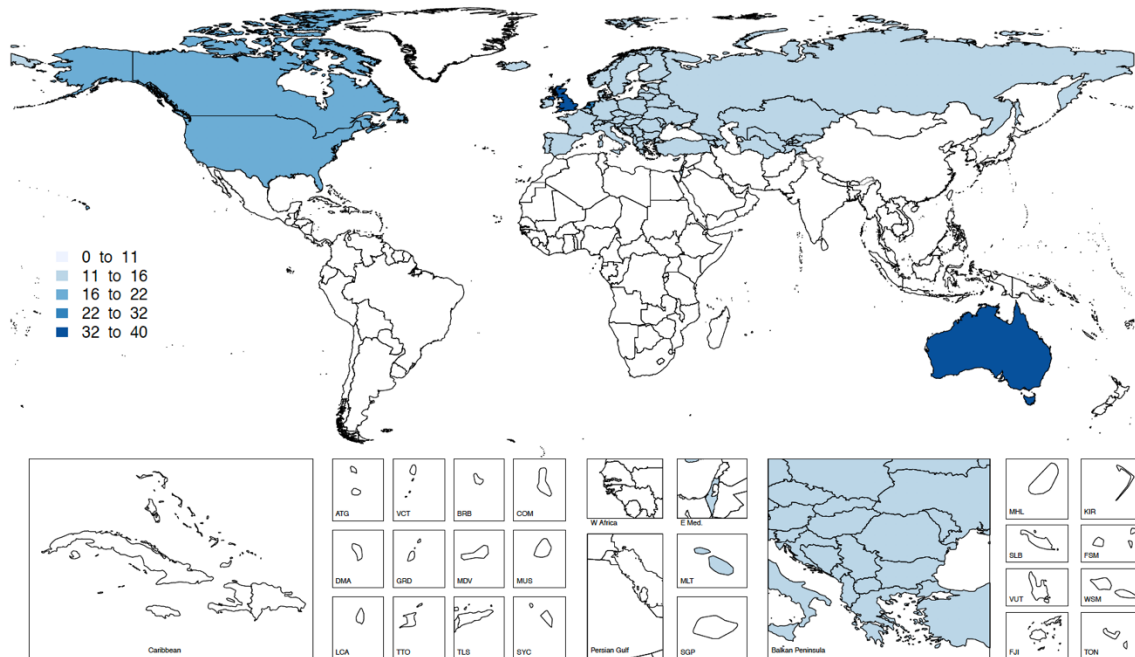 0 to 11
11 to 16
16 to 22
22 to 32
32 to 40
Caribbean
ATG
VCT
BRB
COM
DMA
GRD
MDV
MUS
LCA
TTO
TLS
SYC
W Africa
E Med.
Persian Gulf
MLT
SGP
Balkan Peninsula
MHL
KIR
SLB
FSM
VUT
WSM
FJI
TON